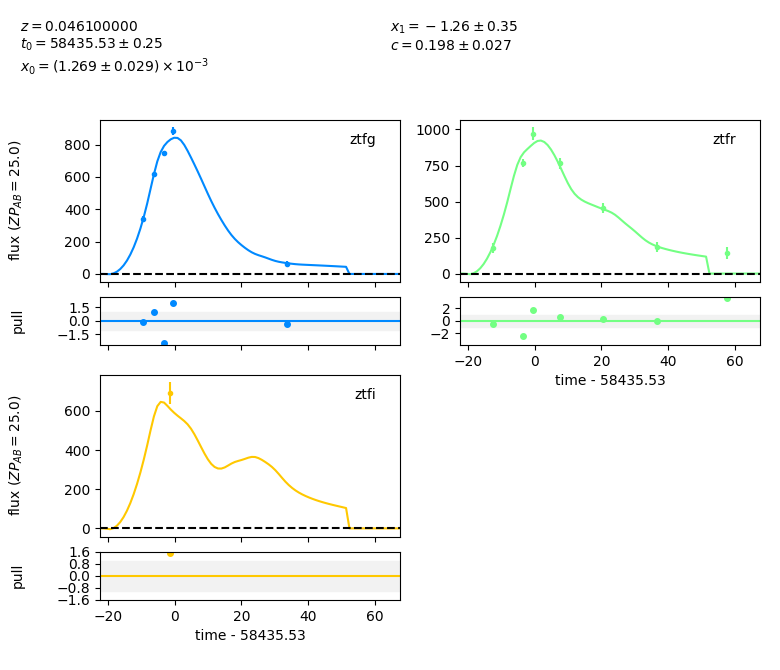 z = 0.046100000
t₀ = 58435.53 ± 0.25
x₀ = (1.269 ± 0.029) × 10⁻³
x₁ = −1.26 ± 0.35
c = 0.198 ± 0.027
flux (ZP_AB = 25.0)
800
600
400
200
0
ztfg
pull
1.5
0.0
−1.5
1000
750
500
250
0
ztfr
2
0
−2
−20 0 20 40 60
time - 58435.53
flux (ZP_AB = 25.0)
600
400
200
0
ztfi
pull
1.6
0.8
0.0
−0.8
−1.6
−20 0 20 40 60
time - 58435.53